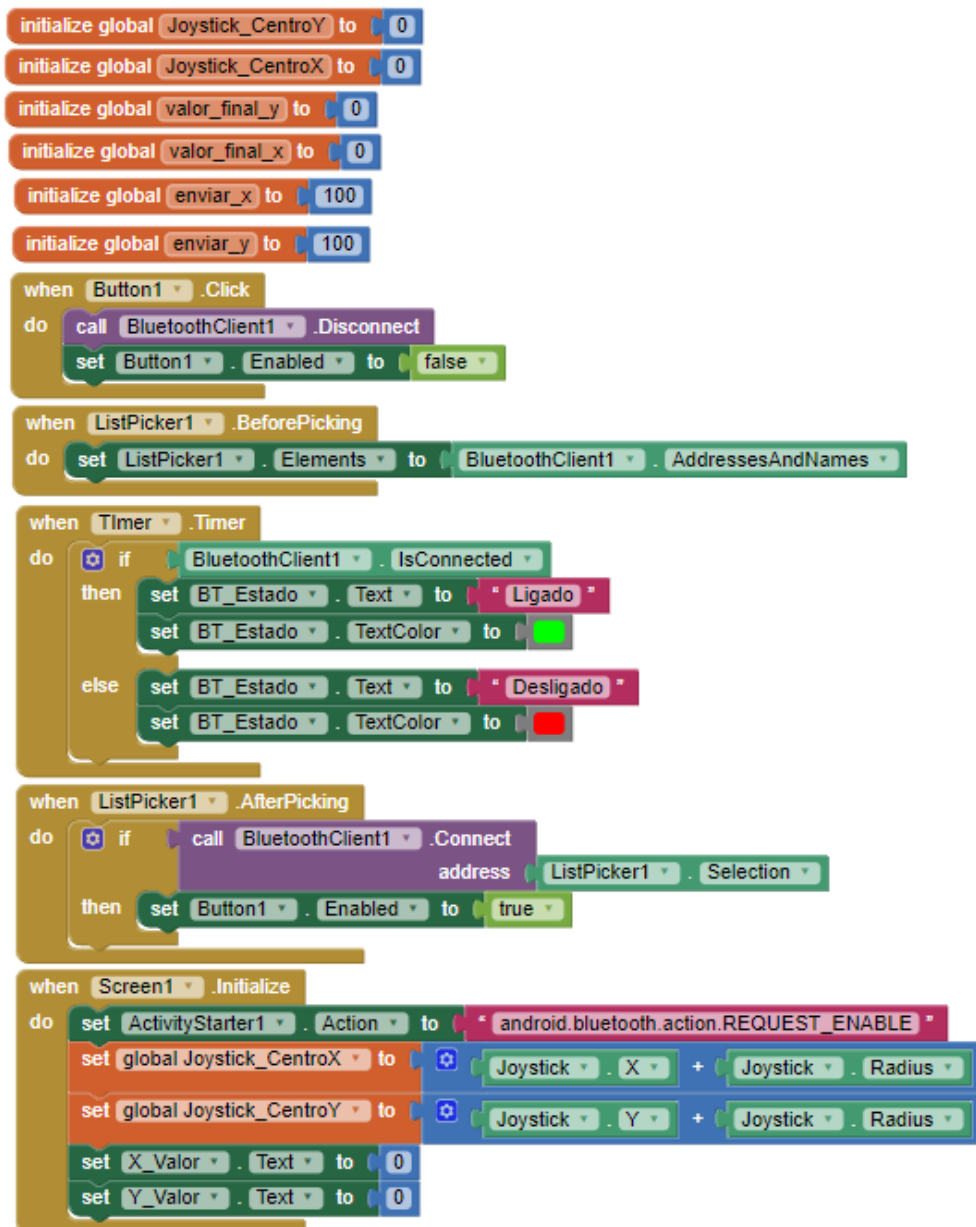 initialize global Joystick_CentroY to 0
initialize global Joystick_CentroX to 0
initialize global valor_final_y to 0
initialize global valor_final_x to 0
initialize global enviar_x to 100
initialize global enviar_y to 100
when Button1 .Click
do call BluetoothClient1 .Disconnect
set Button1 . Enabled to false
when ListPicker1 .BeforePicking
do set ListPicker1 . Elements to BluetoothClient1 . AddressesAndNames
when TImer .Timer
do if BluetoothClient1 . IsConnected
then set BT_Estado . Text to " Ligado "
set BT_Estado . TextColor to
else set BT_Estado . Text to " Desligado "
set BT_Estado . TextColor to
when ListPicker1 .AfterPicking
do if call BluetoothClient1 .Connect
address ListPicker1 . Selection
then set Button1 . Enabled to true
when Screen1 .Initialize
do set ActivityStarter1 . Action to " android.bluetooth.action.REQUEST_ENABLE "
set global Joystick_CentroX to Joystick . X + Joystick . Radius
set global Joystick_CentroY to Joystick . Y + Joystick . Radius
set X_Valor . Text to 0
set Y_Valor . Text to 0